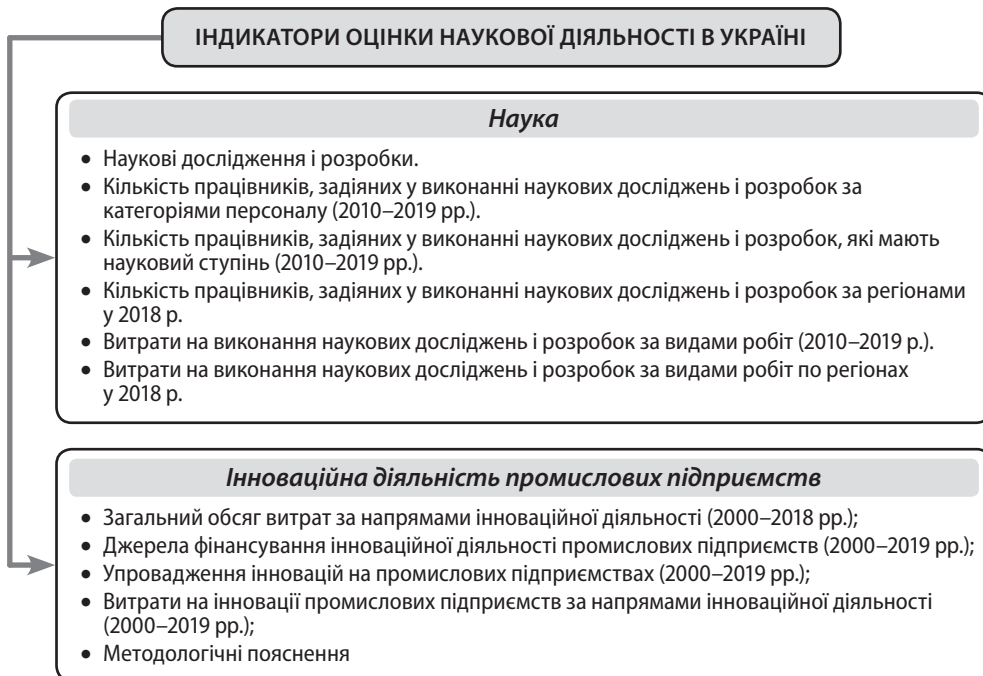 ІНДИКАТОРИ ОЦІНКИ НАУКОВОЇ ДІЯЛЬНОСТІ В УКРАЇНІ
Наука
• Наукові дослідження і розробки.
• Кількість працівників, задіяних у виконанні наукових досліджень і розробок за
категоріями персоналу (2010–2019 рр.).
• Кількість працівників, задіяних у виконанні наукових досліджень і розробок, які мають
науковий ступінь (2010–2019 рр.).
• Кількість працівників, задіяних у виконанні наукових досліджень і розробок за регіонами
у 2018 р.
• Витрати на виконання наукових досліджень і розробок за видами робіт (2010–2019 р.).
• Витрати на виконання наукових досліджень і розробок за видами робіт по регіонах
у 2018 р.
Інноваційна діяльність промислових підприємств
• Загальний обсяг витрат за напрямами інноваційної діяльності (2000–2018 рр.);
• Джерела фінансування інноваційної діяльності промислових підприємств (2000–2019 рр.);
• Упровадження інновацій на промислових підприємствах (2000–2019 рр.);
• Витрати на інновації промислових підприємств за напрямами інноваційної діяльності
(2000–2019 рр.);
• Методологічні пояснення